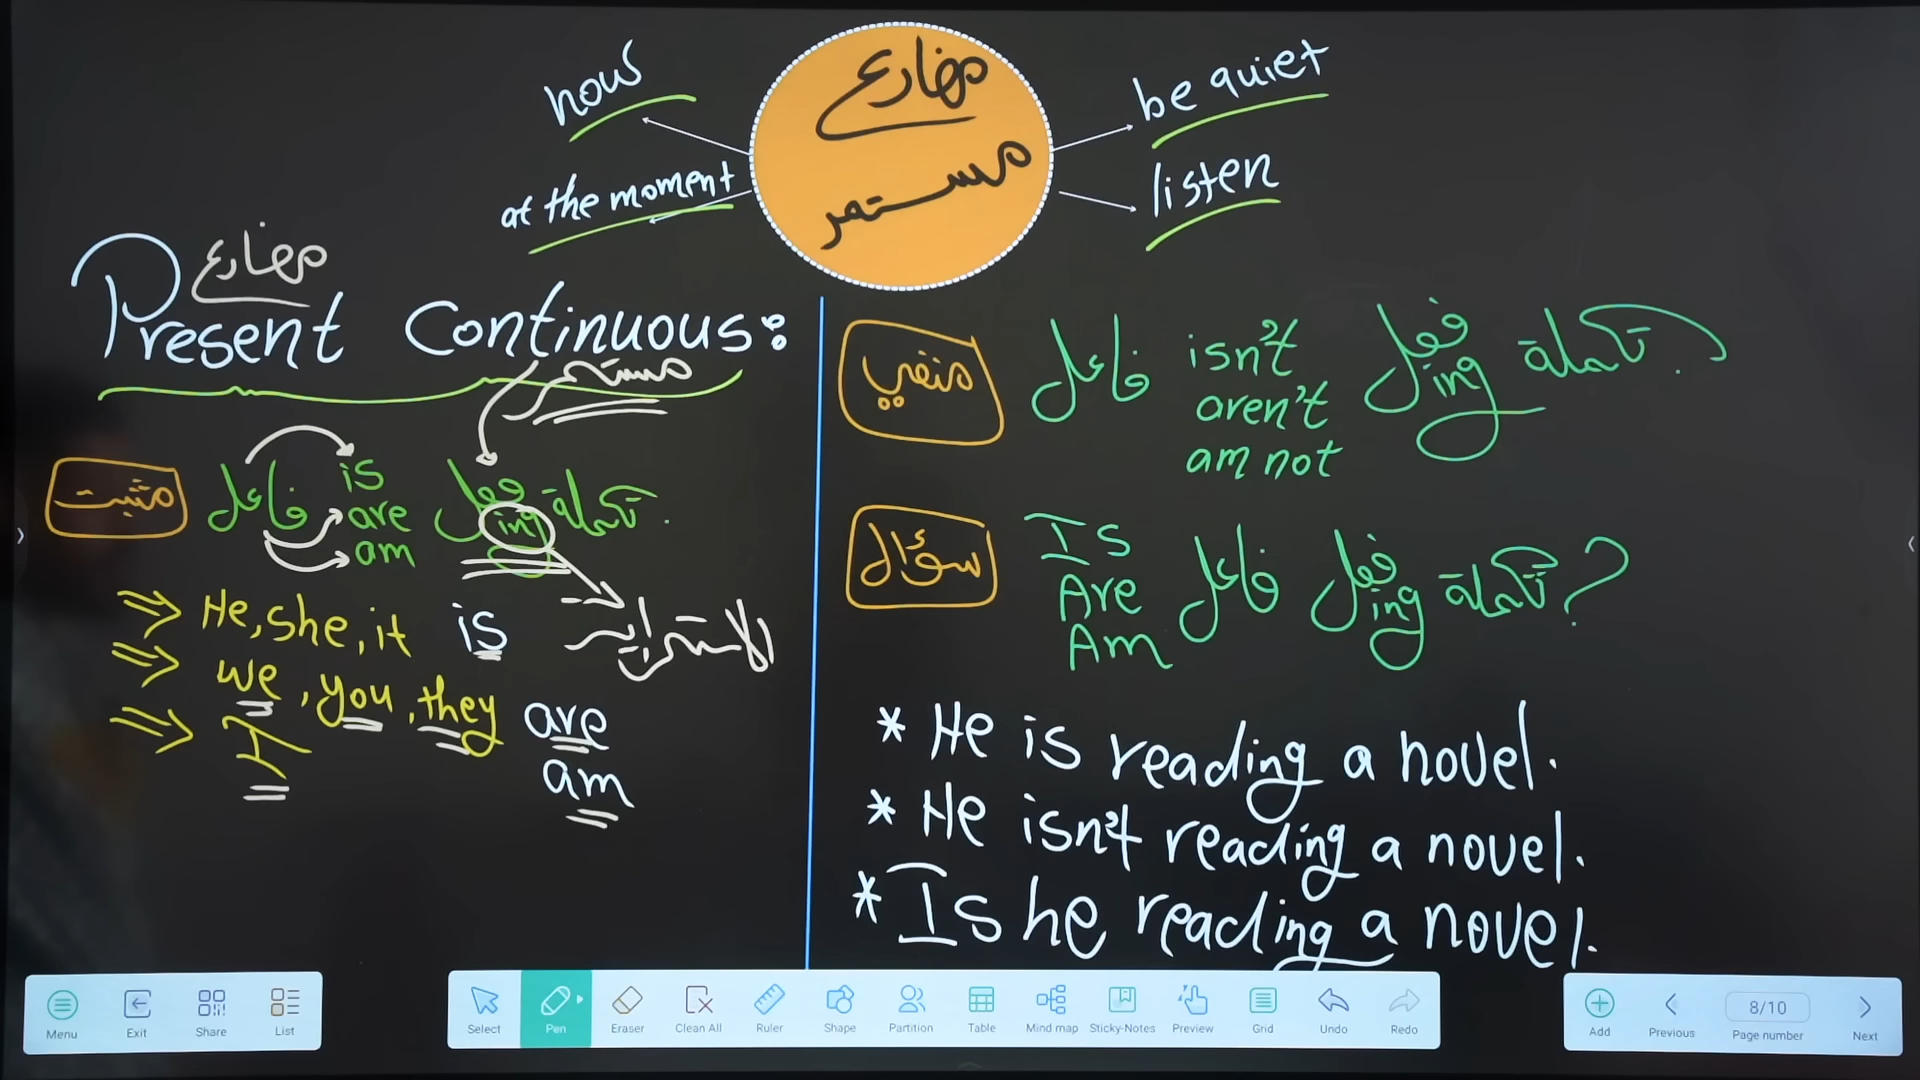 now
at the moment
مضارع
مستمر
be quiet
listen
مضارع
Present Continuous:
مستمر
مثبت
فاعل
is
are
am
فعل ing تكملة.
الاستمرارية
⇒ He, she, it is
⇒ we, you, they are
⇒ I am
منفي
فاعل
isn't
aren't
am not
فعل ing تكملة.
سؤال
Is
Are
Am
فاعل فعل ing تكملة?
* He is reading a novel.
* He isn't reading a novel.
* Is he reading a novel.
Menu
Exit
Share
List
Select
Pen
Eraser
Clean All
Ruler
Shape
Partition
Table
Mind map
Sticky-Notes
Preview
Grid
Undo
Redo
Add
Previous
8/10
Page number
Next